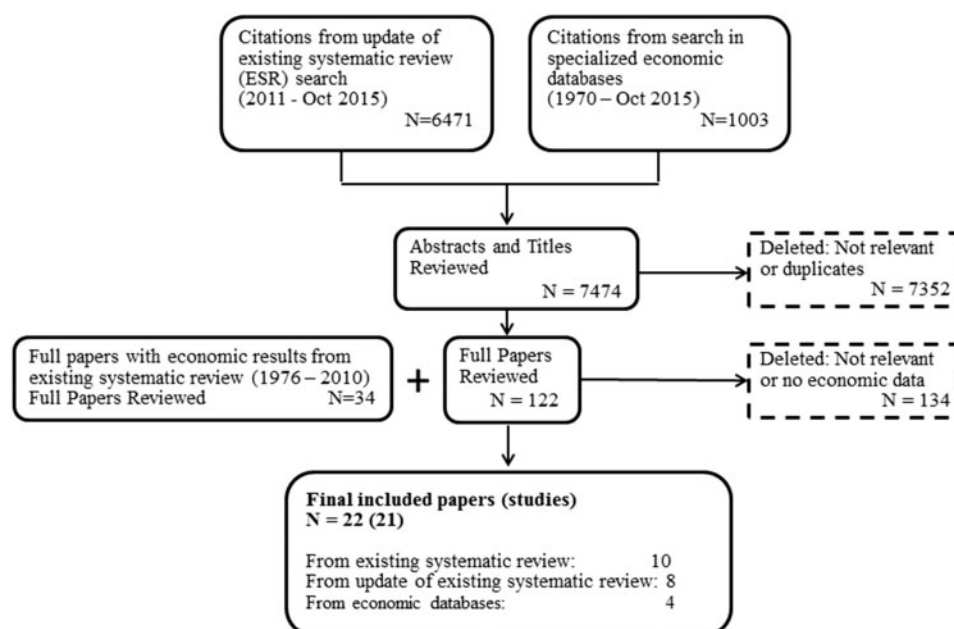 Citations from update of
existing systematic review
(ESR) search
(2011 - Oct 2015)
N=6471
Citations from search in
specialized economic
databases
(1970 – Oct 2015)
N=1003
Abstracts and Titles
Reviewed
N = 7474
Deleted: Not relevant
or duplicates
N = 7352
Full papers with economic results from
existing systematic review (1976 – 2010)
Full Papers Reviewed N=34
+
Full Papers
Reviewed
N = 122
Deleted: Not relevant
or no economic data
N = 134
Final included papers (studies)
N = 22 (21)
From existing systematic review: 10
From update of existing systematic review: 8
From economic databases: 4